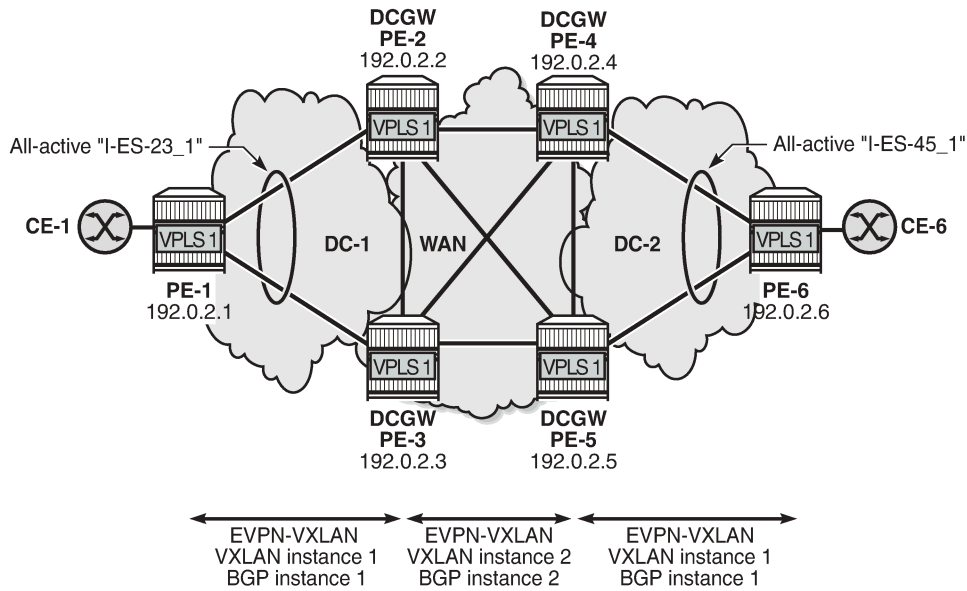 DCGW
PE-2
192.0.2.2
DCGW
PE-4
192.0.2.4
VPLS 1
VPLS 1
All-active "I-ES-23_1"
All-active "I-ES-45_1"
CE-1
VPLS 1
DC-1
WAN
DC-2
VPLS 1
CE-6
PE-1
192.0.2.1
PE-6
192.0.2.6
VPLS 1
VPLS 1
DCGW
PE-3
192.0.2.3
DCGW
PE-5
192.0.2.5
EVPN-VXLAN
VXLAN instance 1
BGP instance 1
EVPN-VXLAN
VXLAN instance 2
BGP instance 2
EVPN-VXLAN
VXLAN instance 1
BGP instance 1